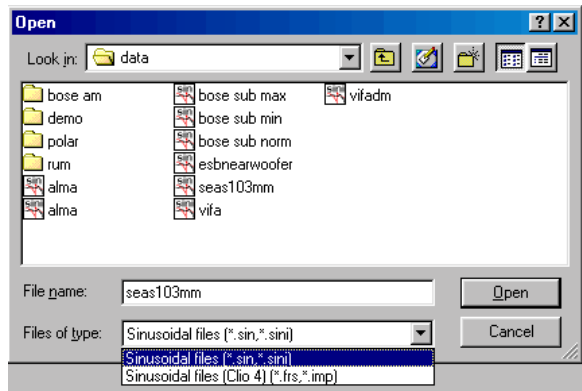 Open
Look in: data
bose am
demo
polar
rum
alma
alma
bose sub max
bose sub min
bose sub norm
esbnearwoofer
seas103mm
vifa
vifadm
File name: seas103mm Open
Files of type: Sinusoidal files (*.sin,*.sini) Cancel
Sinusoidal files (*.sin,*.sini)
Sinusoidal files (Clio 4) (*.frs,*.imp)